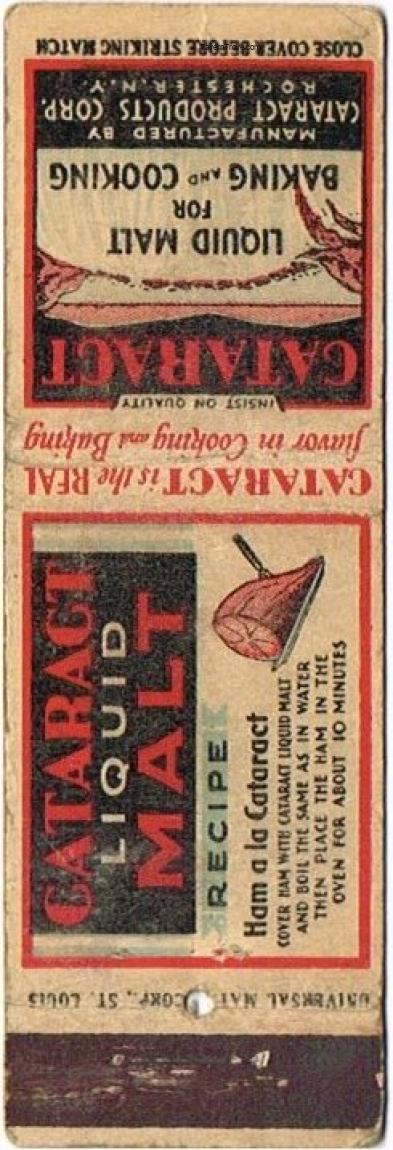 CLOSE COVER BEFORE STRIKING MATCH
MANUFACTURED BY
CATARACT PRODUCTS CORP.
ROCHESTER, N.Y.
LIQUID MALT
FOR
BAKING AND COOKING
CATARACT
INSIST ON QUALITY
CATARACT is the REAL
flavor in Cooking and Baking
CATARACT
LIQUID
MALT
RECIPE
Ham a la Cataract
COVER HAM WITH CATARACT LIQUID MALT
AND BOIL THE SAME AS IN WATER
THEN PLACE THE HAM IN THE
OVEN FOR ABOUT 10 MINUTES
UNIVERSAL CORP., ST. LOUIS